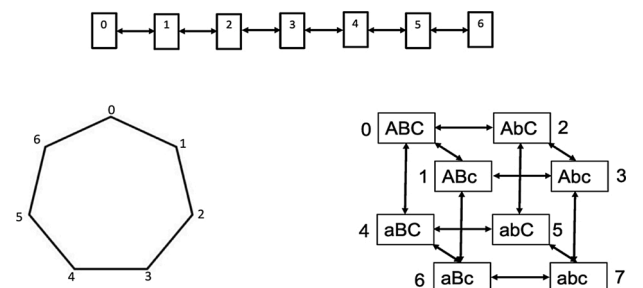 0 1 2 3 4 5 6
0
6 1
5 2
4 3
0 ABC AbC 2
1 ABc Abc 3
4 aBC abC 5
6 aBc abc 7